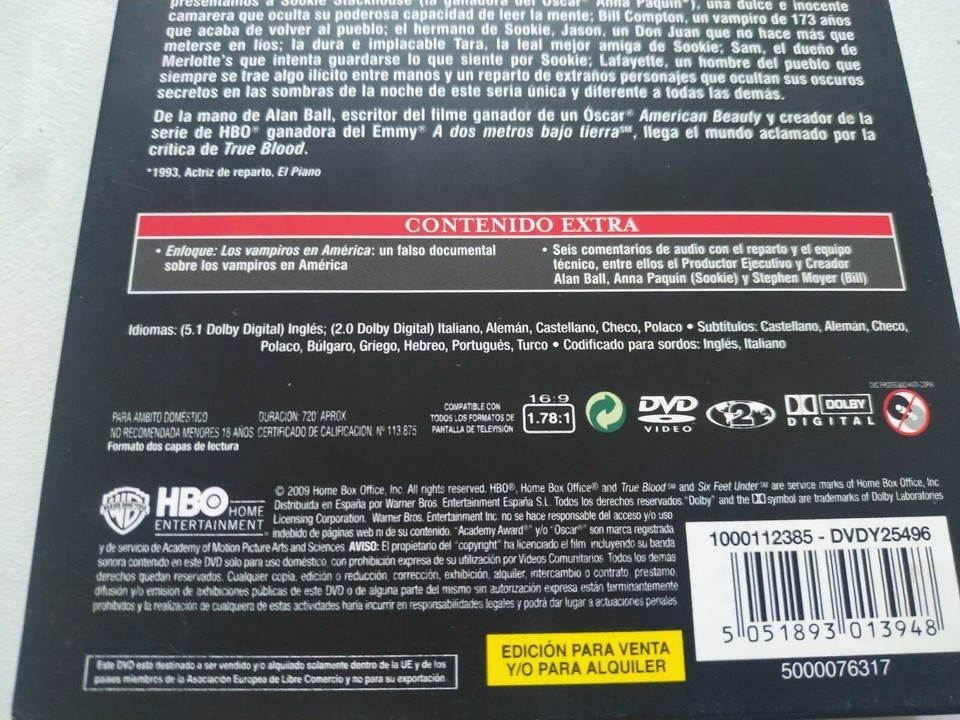 presentamos a Sookie Stackhouse (la ganadora del Óscar® Anna Paquin*), una dulce e inocente
camarera que oculta su poderosa capacidad de leer la mente; Bill Compton, un vampiro de 173 años
que acaba de volver al pueblo; el hermano de Sookie, Jason, un Don Juan que no hace más que
meterse en líos; la dura e implacable Tara, la leal mejor amiga de Sookie; Sam, el dueño de
Merlotte's que intenta guardarse lo que siente por Sookie; Lafayette, un hombre del pueblo que
siempre se trae algo ilícito entre manos y un reparto de extraños personajes que ocultan sus oscuros
secretos en las sombras de la noche de este seria única y diferente a todas las demás.
De la mano de Alan Ball, escritor del filme ganador de un Óscar® American Beauty y creador de la
serie de HBO® ganadora del Emmy® A dos metros bajo tierra℠, llega el mundo aclamado por la
crítica de True Blood.
*1993, Actriz de reparto, El Piano
CONTENIDO EXTRA
• Enfoque: Los vampiros en América: un falso documental
sobre los vampiros en América
• Seis comentarios de audio con el reparto y el equipo
técnico, entre ellos el Productor Ejecutivo y Creador
Alan Ball, Anna Paquin (Sookie) y Stephen Moyer (Bill)
Idiomas: (5.1 Dolby Digital) Inglés; (2.0 Dolby Digital) Italiano, Alemán, Castellano, Checo, Polaco • Subtítulos: Castellano, Alemán, Checo,
Polaco, Búlgaro, Griego, Hebreo, Portugués, Turco • Codificado para sordos: Inglés, Italiano
PARA AMBITO DOMÉSTICO DURACION: 720' APROX.
NO RECOMENDADA MENORES 18 AÑOS CERTIFICADO DE CALIFICACIÓN: Nº 113.875
Formato dos capas de lectura
COMPATIBLE CON
TODOS LOS FORMATOS DE
PANTALLA DE TELEVISIÓN
16:9
1.78:1
DVD
VIDEO
2
DOLBY
DIGITAL
DVD PROTEGIDO ANTI-COPIA
WB
HBO HOME
ENTERTAINMENT
© 2009 Home Box Office, Inc. All rights reserved. HBO®, Home Box Office® and True Blood℠ and Six Feet Under℠ are service marks of Home Box Office, Inc
Distribuida en España por Warner Bros. Entertainment España S.L. Todos los derechos reservados. "Dolby" and the symbol are trademarks of Dolby Laboratories
Licensing Corporation. Warner Bros. Entertainment Inc. no se hace responsable del acceso y/o uso
indebido de páginas web ni de su contenido. "Academy Award®" y/o "Oscar®" son marca registrada
y de servicio de Academy of Motion Picture Arts and Sciences. AVISO: El propietario del "copyright" ha licenciado el film incluyendo su banda
sonora contenido en este DVD solo para uso doméstico, con prohibición expresa de su utilización por Vídeos Comunitarios. Todos los demás
derechos quedan reservados. Cualquier copia, edición o reducción, corrección, exhibición, alquiler, intercambio o contrato, prestamo,
difusión y/o emision de exhibiciones públicas de este DVD o de alguna parte del mismo sin autorización expresa están terminantemente
prohibidos y la realización de cualquiera de estas actividades haría incurrir en responsabilidades legales y podrá dar lugar a actuaciones penales.
1000112385 - DVDY25496
5 051893 013948
5000076317
EDICIÓN PARA VENTA
Y/O PARA ALQUILER
Este DVD está destinado a ser vendido y/o alquilado solamente dentro de la UE y de los
países miembros de la Asociación Europea de Libre Comercio y no para su exportación.